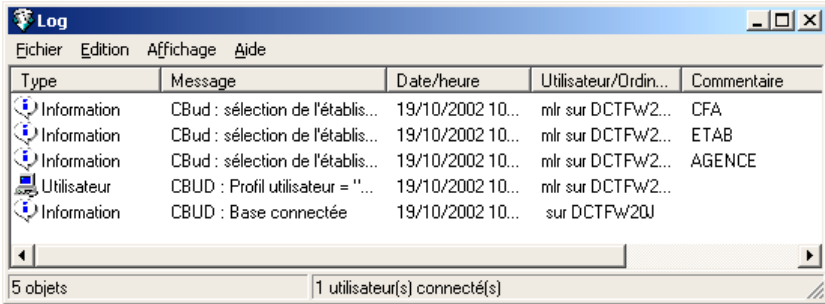 Log
Fichier Edition Affichage Aide
Type Message Date/heure Utilisateur/Ordin... Commentaire
Information CBud : sélection de l'établis... 19/10/2002 10... mlr sur DCTFW2... CFA
Information CBud : sélection de l'établis... 19/10/2002 10... mlr sur DCTFW2... ETAB
Information CBud : sélection de l'établis... 19/10/2002 10... mlr sur DCTFW2... AGENCE
Utilisateur CBUD : Profil utilisateur = "... 19/10/2002 10... mlr sur DCTFW2...
Information CBUD : Base connectée 19/10/2002 10... sur DCTFW20J
5 objets 1 utilisateur(s) connecté(s)